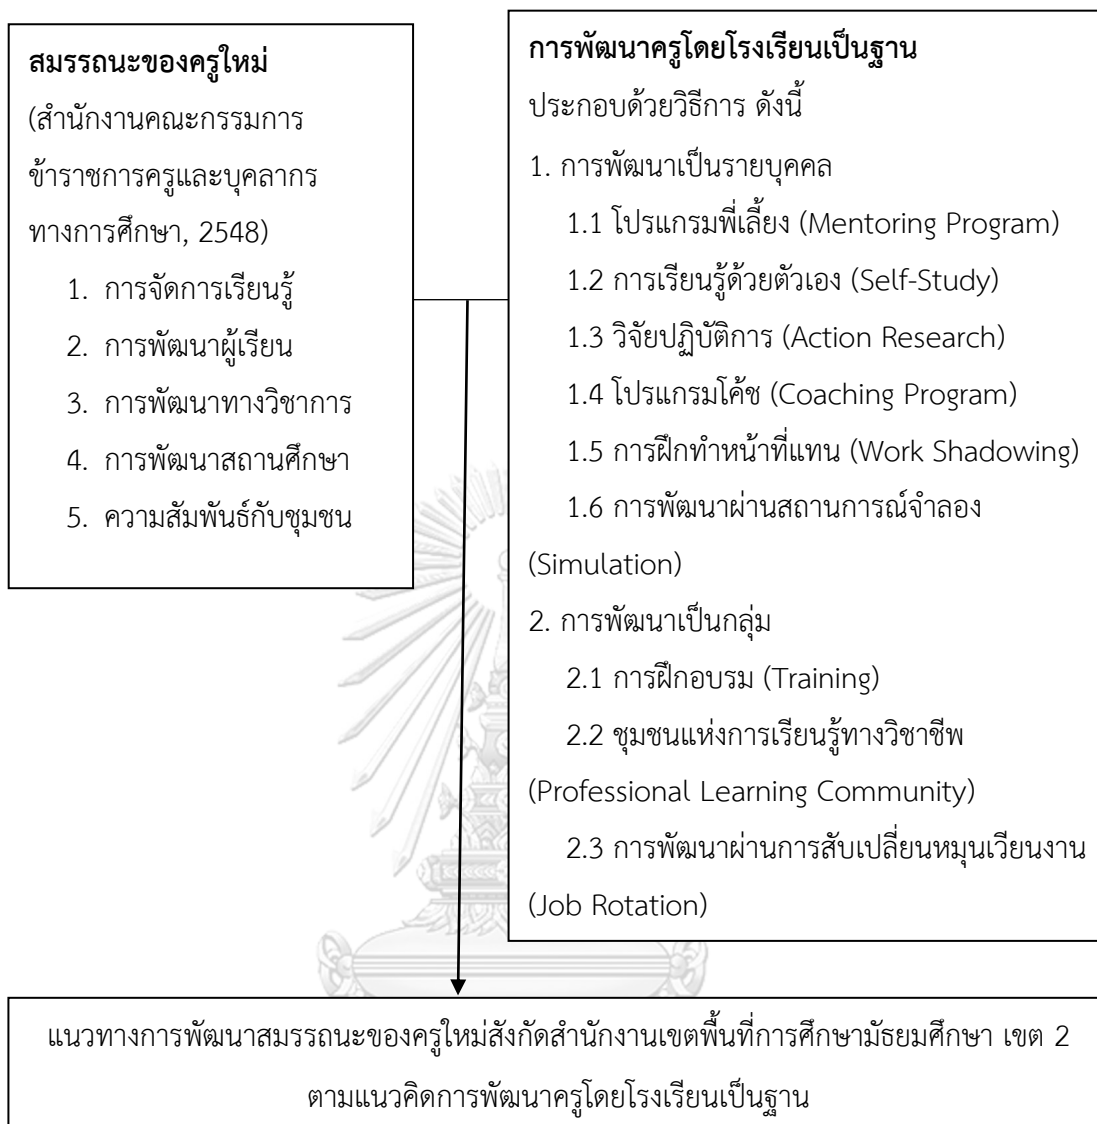 สมรรถนะของครูใหม่
(สำนักงานคณะกรรมการ
ข้าราชการครูและบุคลากร
ทางการศึกษา, 2548)
1. การจัดการเรียนรู้
2. การพัฒนาผู้เรียน
3. การพัฒนาทางวิชาการ
4. การพัฒนาสถานศึกษา
5. ความสัมพันธ์กับชุมชน
การพัฒนาครูโดยโรงเรียนเป็นฐาน
ประกอบด้วยวิธีการ ดังนี้
1. การพัฒนาเป็นรายบุคคล
1.1 โปรแกรมพี่เลี้ยง (Mentoring Program)
1.2 การเรียนรู้ด้วยตัวเอง (Self-Study)
1.3 วิจัยปฏิบัติการ (Action Research)
1.4 โปรแกรมโค้ช (Coaching Program)
1.5 การฝึกทำหน้าที่แทน (Work Shadowing)
1.6 การพัฒนาผ่านสถานการณ์จำลอง
(Simulation)
2. การพัฒนาเป็นกลุ่ม
2.1 การฝึกอบรม (Training)
2.2 ชุมชนแห่งการเรียนรู้ทางวิชาชีพ
(Professional Learning Community)
2.3 การพัฒนาผ่านการสับเปลี่ยนหมุนเวียนงาน
(Job Rotation)
แนวทางการพัฒนาสมรรถนะของครูใหม่สังกัดสำนักงานเขตพื้นที่การศึกษามัธยมศึกษา เขต 2
ตามแนวคิดการพัฒนาครูโดยโรงเรียนเป็นฐาน